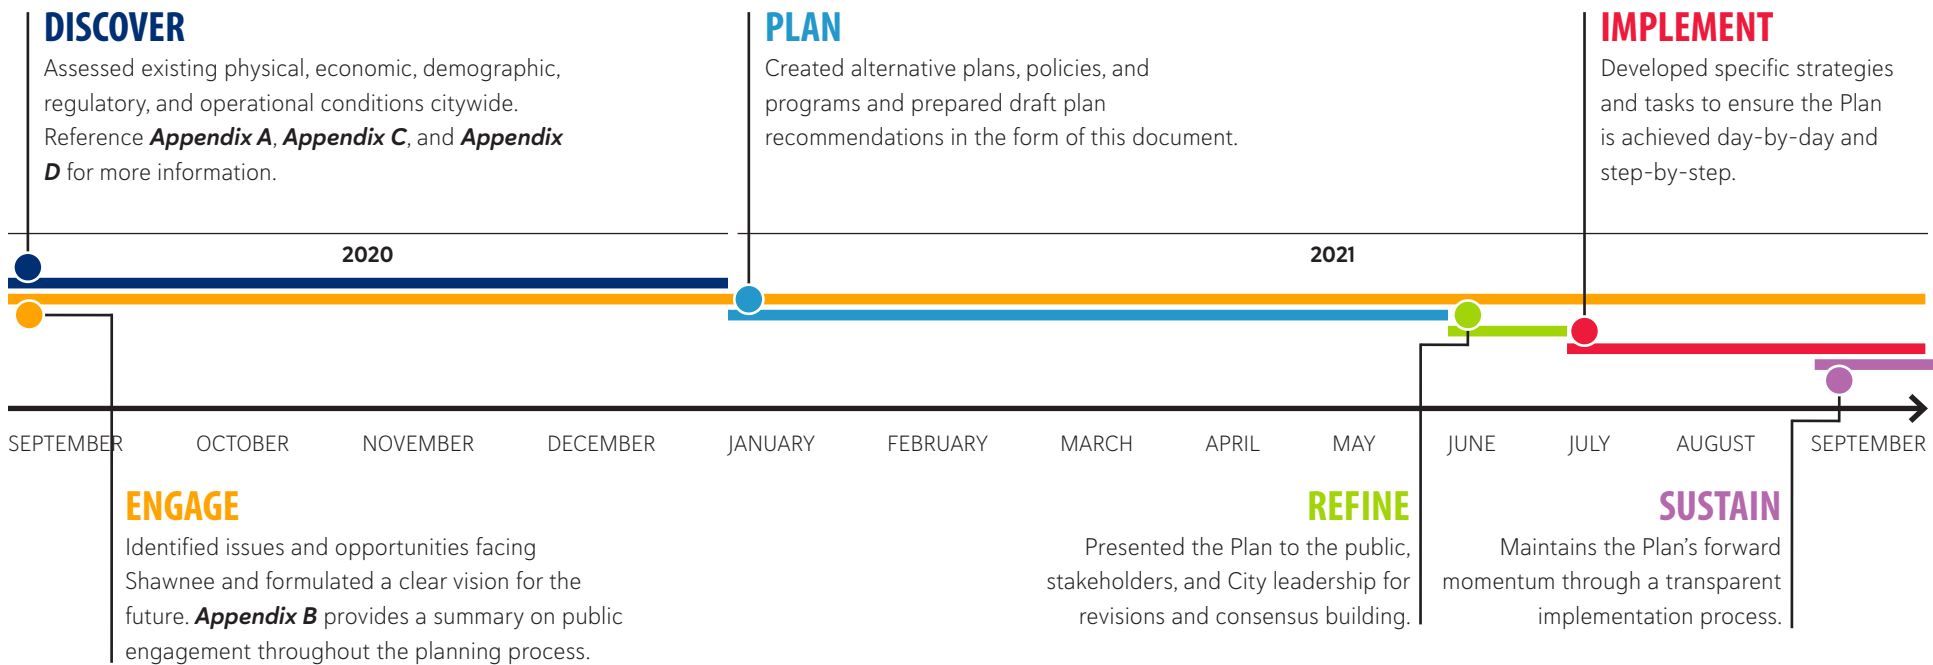 DISCOVER
Assessed existing physical, economic, demographic,
regulatory, and operational conditions citywide.
Reference Appendix A, Appendix C, and Appendix
D for more information.
PLAN
Created alternative plans, policies, and
programs and prepared draft plan
recommendations in the form of this document.
IMPLEMENT
Developed specific strategies
and tasks to ensure the Plan
is achieved day-by-day and
step-by-step.
2020
2021
SEPTEMBER
OCTOBER
NOVEMBER
DECEMBER
JANUARY
FEBRUARY
MARCH
APRIL
MAY
JUNE
JULY
AUGUST
SEPTEMBER
ENGAGE
Identified issues and opportunities facing
Shawnee and formulated a clear vision for the
future. Appendix B provides a summary on public
engagement throughout the planning process.
REFINE
Presented the Plan to the public,
stakeholders, and City leadership for
revisions and consensus building.
SUSTAIN
Maintains the Plan's forward
momentum through a transparent
implementation process.